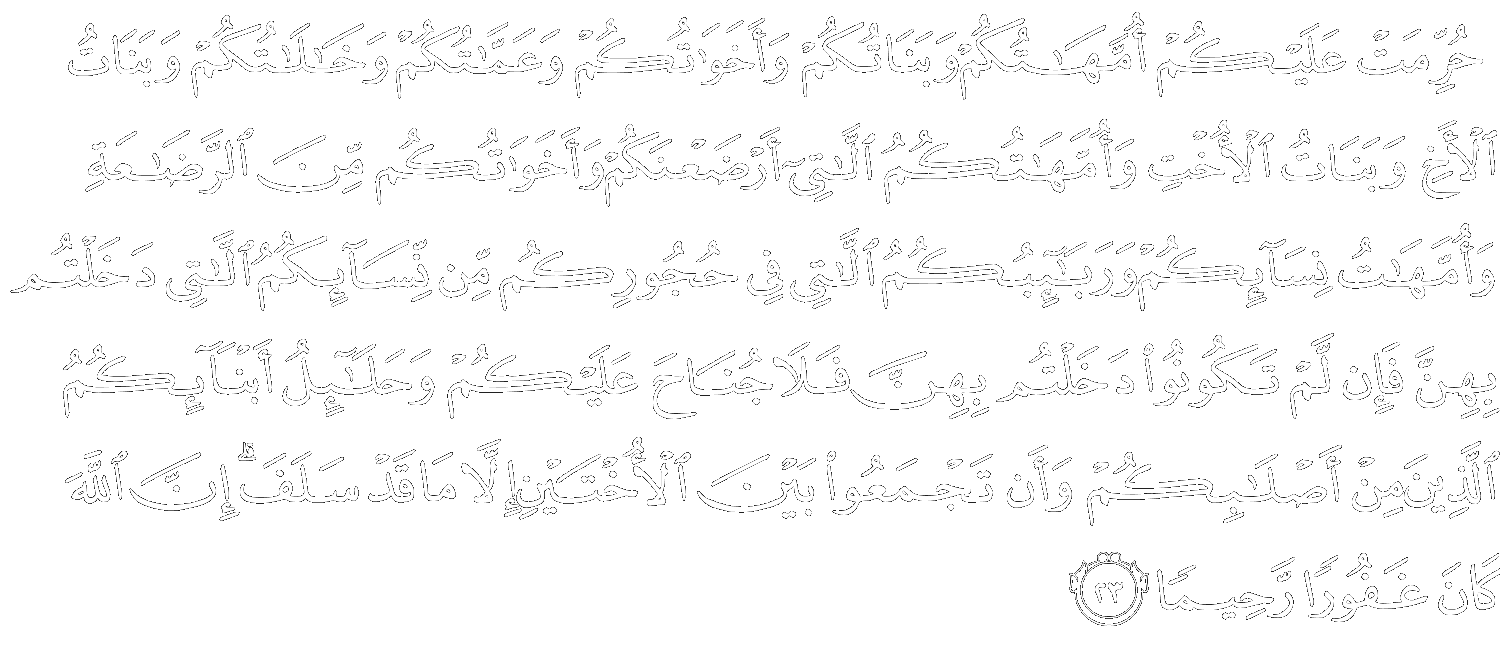 حُرِّمَتْ عَلَيْكُمْ أُمَّهَـٰتُكُمْ وَبَنَاتُكُمْ وَأَخَوَٰتُكُمْ وَعَمَّـٰتُكُمْ وَخَـٰلَـٰتُكُمْ وَبَنَاتُ
ٱلْأَخِ وَبَنَاتُ ٱلْأُخْتِ وَأُمَّهَـٰتُكُمُ ٱلَّـٰتِىٓ أَرْضَعْنَكُمْ وَأَخَوَٰتُكُم مِّنَ ٱلرَّضَـٰعَةِ
وَأُمَّهَـٰتُ نِسَآئِكُمْ وَرَبَـٰٓئِبُكُمُ ٱلَّـٰتِى فِى حُجُورِكُم مِّن نِّسَآئِكُمُ ٱلَّـٰتِى دَخَلْتُم
بِهِنَّ فَإِن لَّمْ تَكُونُوا۟ دَخَلْتُم بِهِنَّ فَلَا جُنَاحَ عَلَيْكُمْ وَحَلَـٰٓئِلُ أَبْنَآئِكُمُ
ٱلَّذِينَ مِنْ أَصْلَـٰبِكُمْ وَأَن تَجْمَعُوا۟ بَيْنَ ٱلْأُخْتَيْنِ إِلَّا مَا قَدْ سَلَفَ ۗ إِنَّ ٱللَّهَ
كَانَ غَفُورًا رَّحِيمًا ٢٣